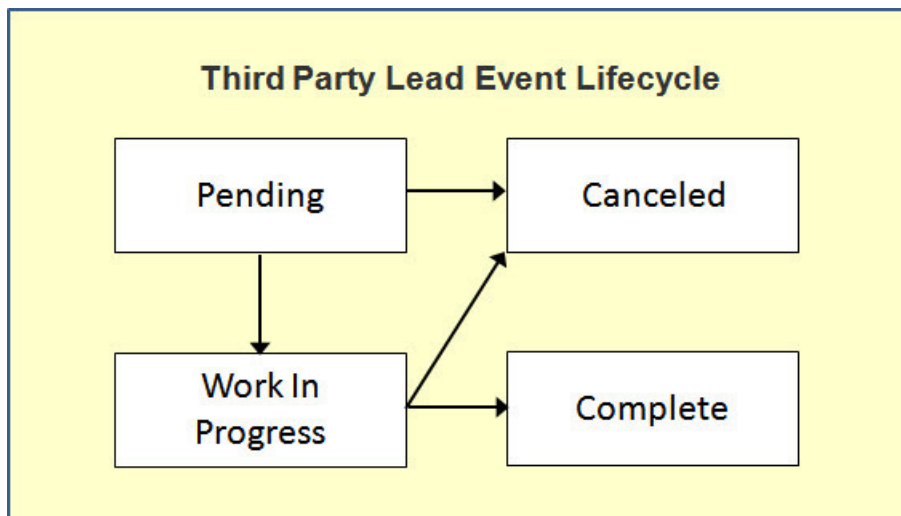 Third Party Lead Event Lifecycle
Pending
Canceled
Work In
Progress
Complete